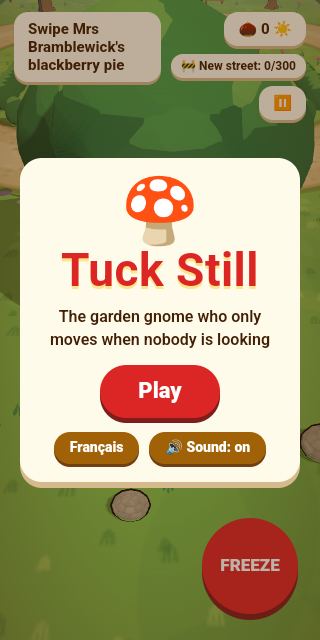 Swipe Mrs
Bramblewick's
blackberry pie
🌰 0 ☀️
🚧 New street: 0/300
Tuck Still
The garden gnome who only
moves when nobody is looking
Play
Français
🔊 Sound: on
FREEZE